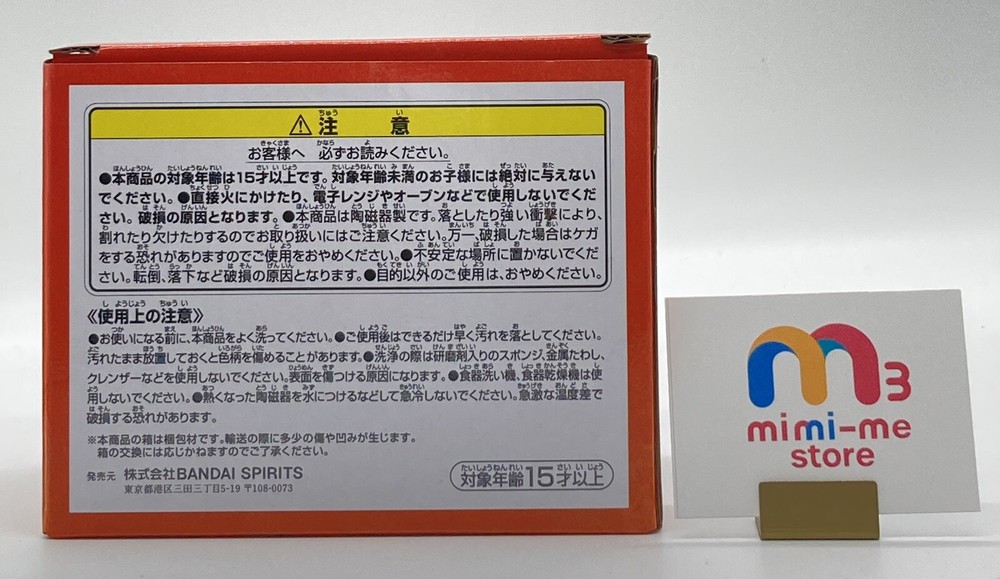 ⚠注意
お客様へ 必ずお読みください。
●本商品の対象年齢は15才以上です。対象年齢未満のお子様には絶対に与えない
でください。●直接火にかけたり、電子レンジやオーブンなどで使用しないでくだ
さい。破損の原因となります。●本商品は陶磁器製です。落としたり強い衝撃により、
割れたり欠けたりするのでお取り扱いにはご注意ください。万一、破損した場合はケガ
をする恐れがありますのでご使用をおやめください。●不安定な場所に置かないでくだ
さい。転倒、落下など破損の原因となります。●目的以外のご使用は、おやめください。
《使用上の注意》
●お使いになる前に、本商品をよく洗ってください。●ご使用後はできるだけ早く汚れを落としてください。
汚れたまま放置しておくと色柄を傷めることがあります。●洗浄の際は研磨剤入りのスポンジ、金属たわし、
クレンザーなどを使用しないでください。表面を傷つける原因になります。●食器洗い機、食器乾燥機は使
用しないでください。●熱くなった陶磁器を水につけるなどして急冷しないでください。急激な温度差で
破損する恐れがあります。
※本商品の箱は梱包材です。輸送の際に多少の傷や凹みが生じます。
箱の交換には応じかねますのでご了承ください。
発売元 株式会社BANDAI SPIRITS
東京都港区三田三丁目5-19 〒108-0073
対象年齢15才以上
m3
mimi-me
store